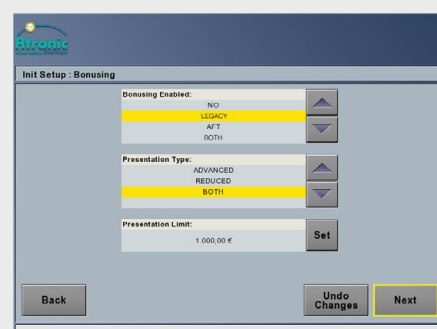 Atronic
Init Setup : Bonusing
Bonusing Enabled:
NO
LEGACY
AFT
BOTH
Presentation Type:
ADVANCED
REDUCED
BOTH
Presentation Limit:
1 000,00 €
Set
Back
Undo
Changes
Next